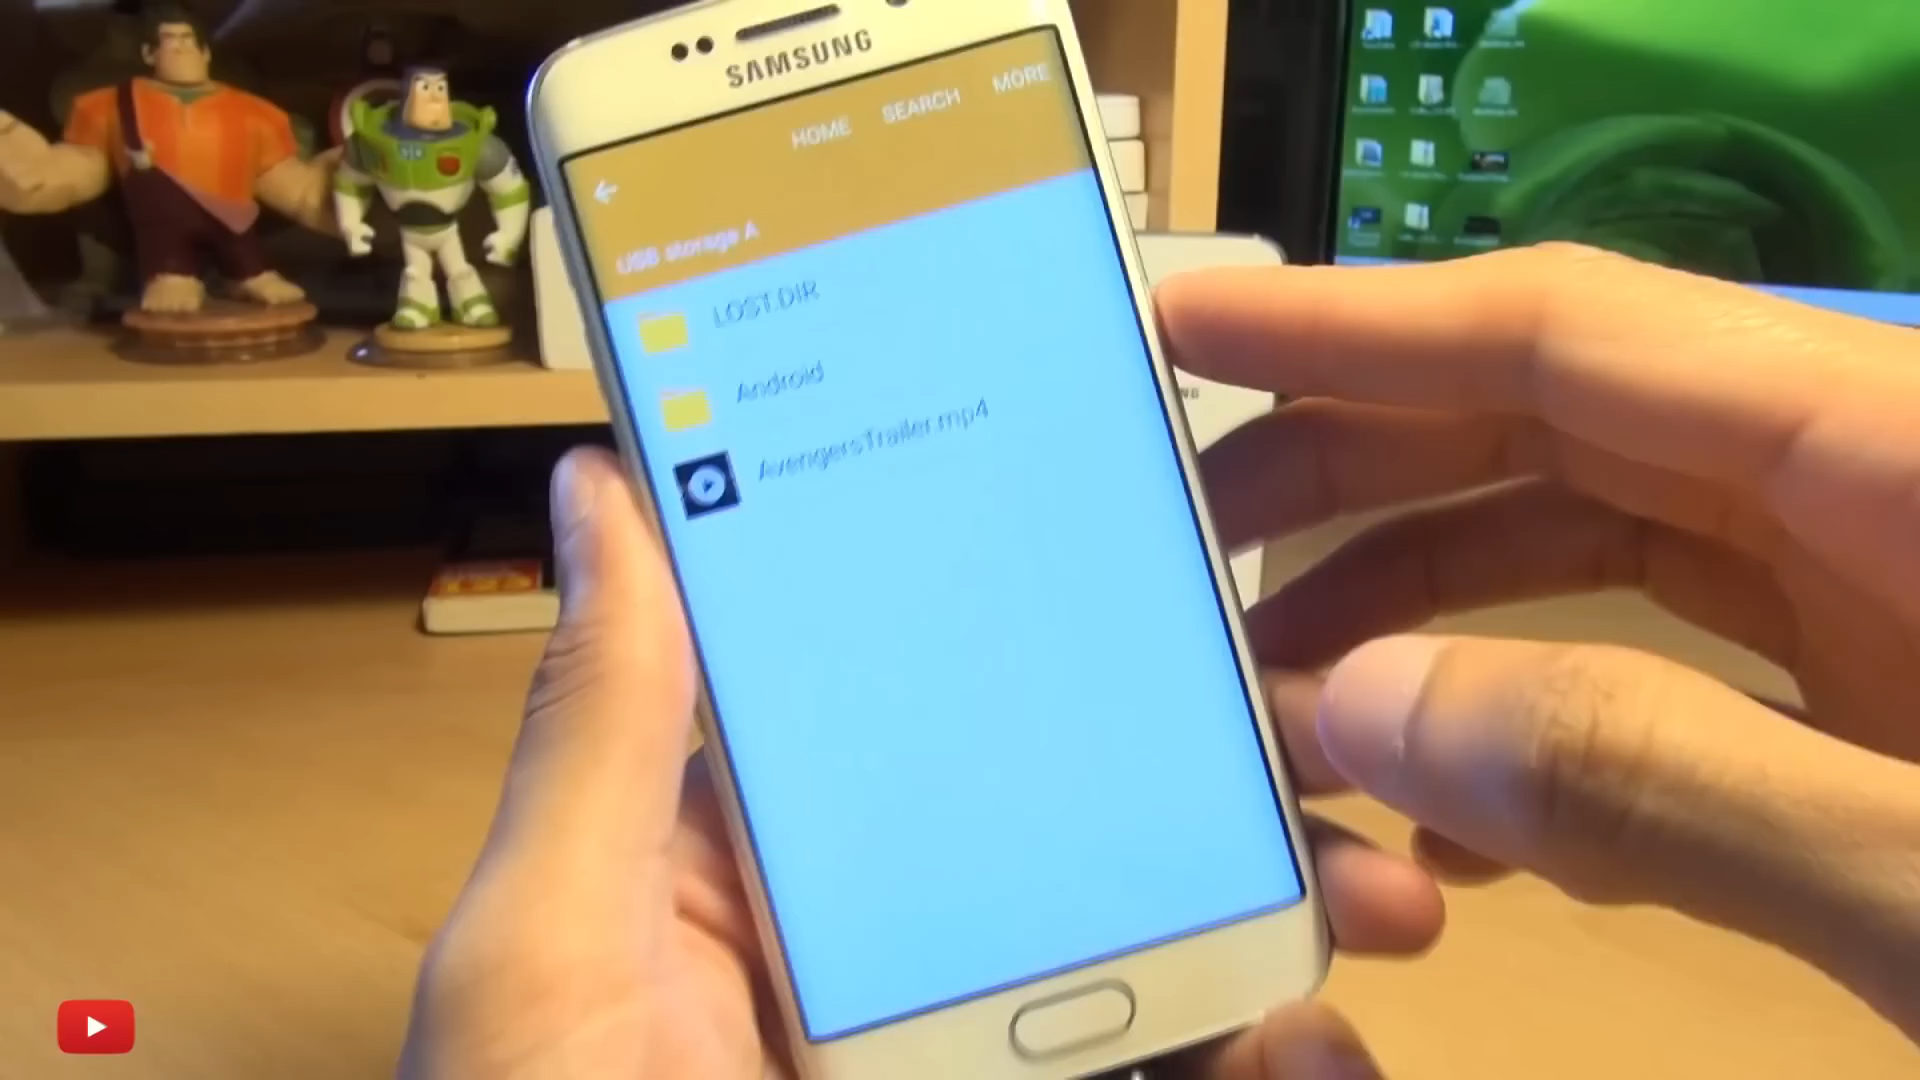 SAMSUNG
HOME SEARCH MORE
USB storage A
LOST.DIR
Android
AvengersTrailer.mp4